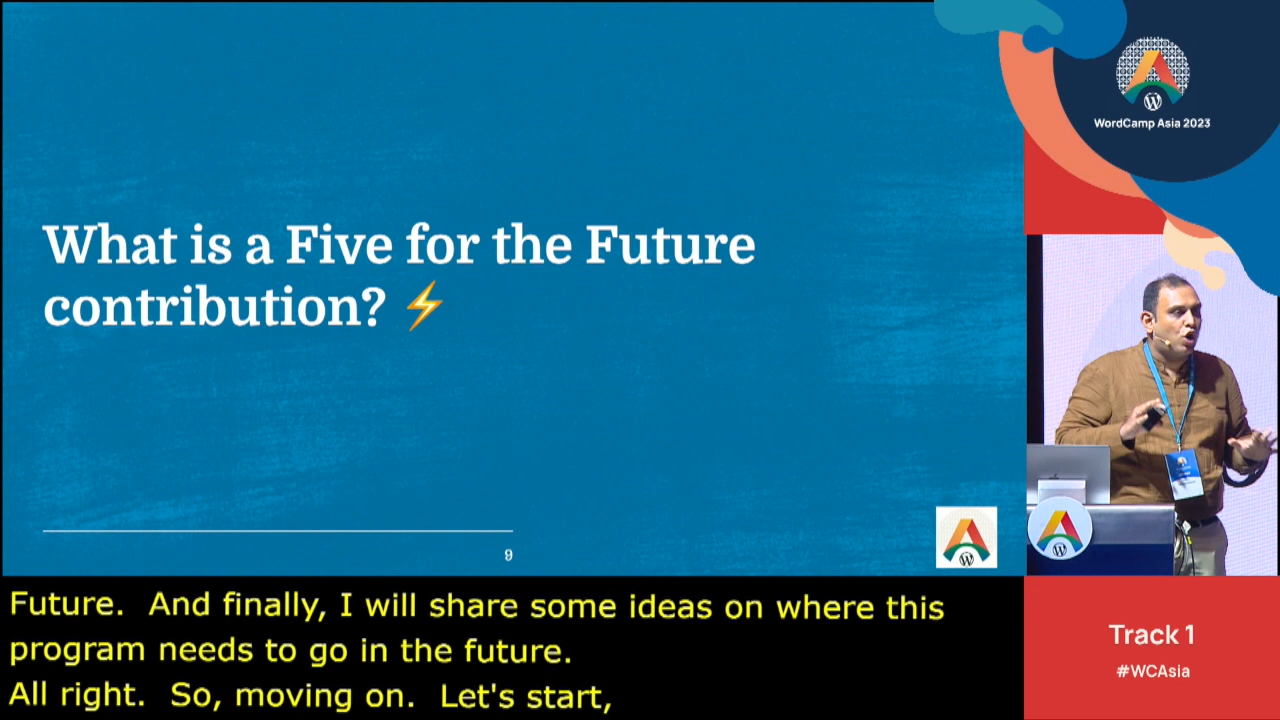 What is a Five for the Future
contribution? ⚡
9
WordCamp Asia 2023
Future.  And finally, I will share some ideas on where this
program needs to go in the future.
All right.  So, moving on.  Let's start,
Track 1
#WCAsia